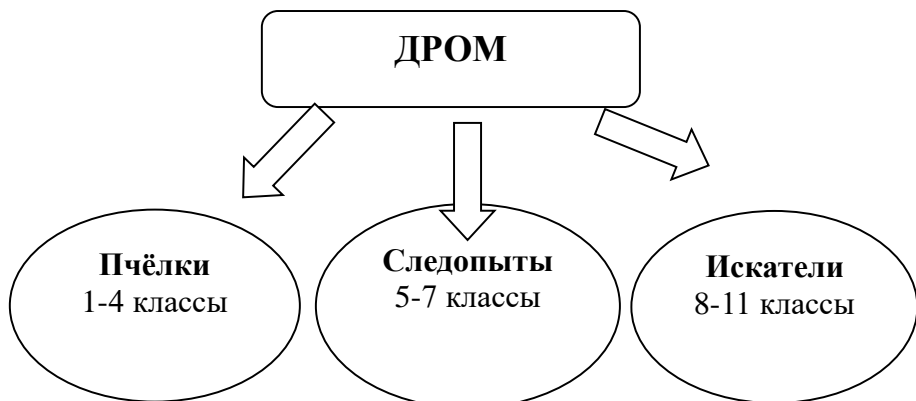 ДРОМ
Пчёлки
1-4 классы
Следопыты
5-7 классы
Искатели
8-11 классы